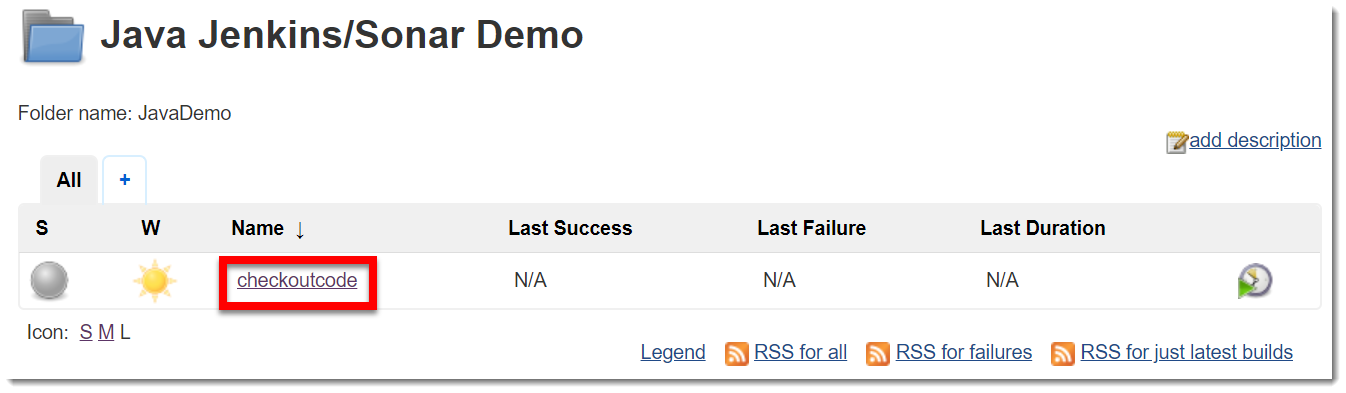 Java Jenkins/Sonar Demo
Folder name: JavaDemo
add description
All +
S W Name ↓ Last Success Last Failure Last Duration
checkoutcode N/A N/A N/A
Icon: S M L
Legend RSS for all RSS for failures RSS for just latest builds